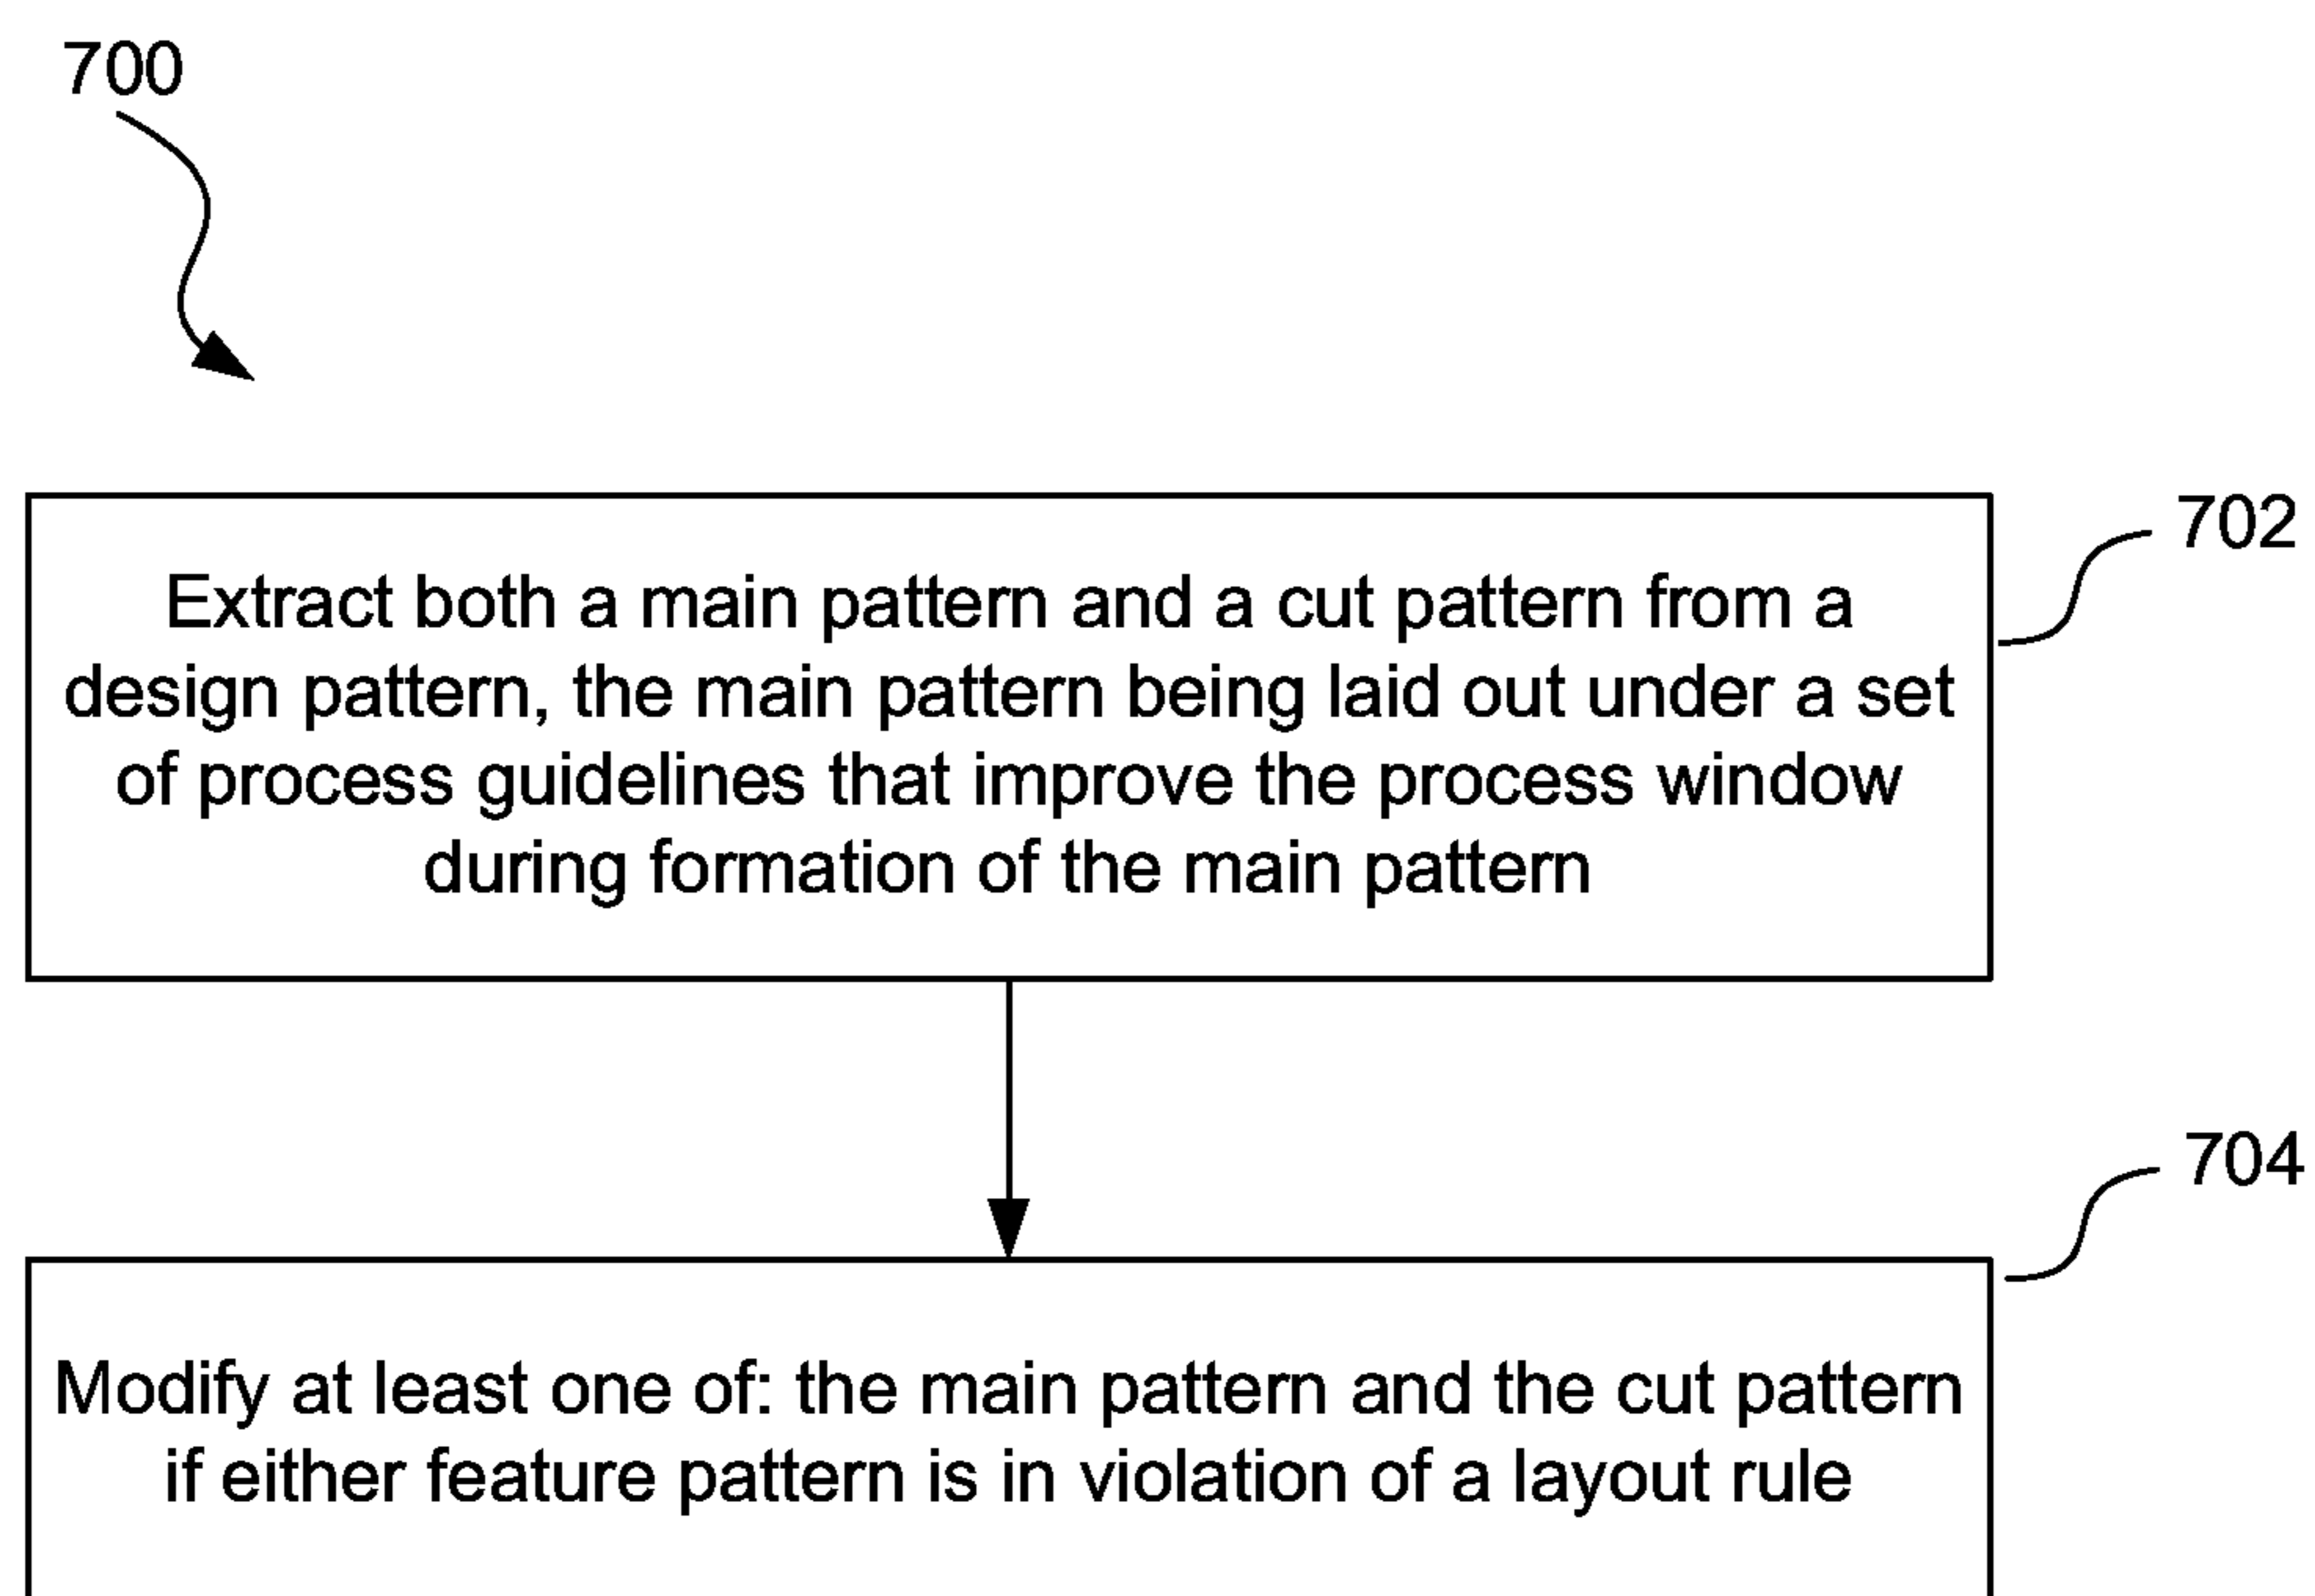 700
702
Extract both a main pattern and a cut pattern from a
design pattern, the main pattern being laid out under a set
of process guidelines that improve the process window
during formation of the main pattern
704
Modify at least one of: the main pattern and the cut pattern
if either feature pattern is in violation of a layout rule